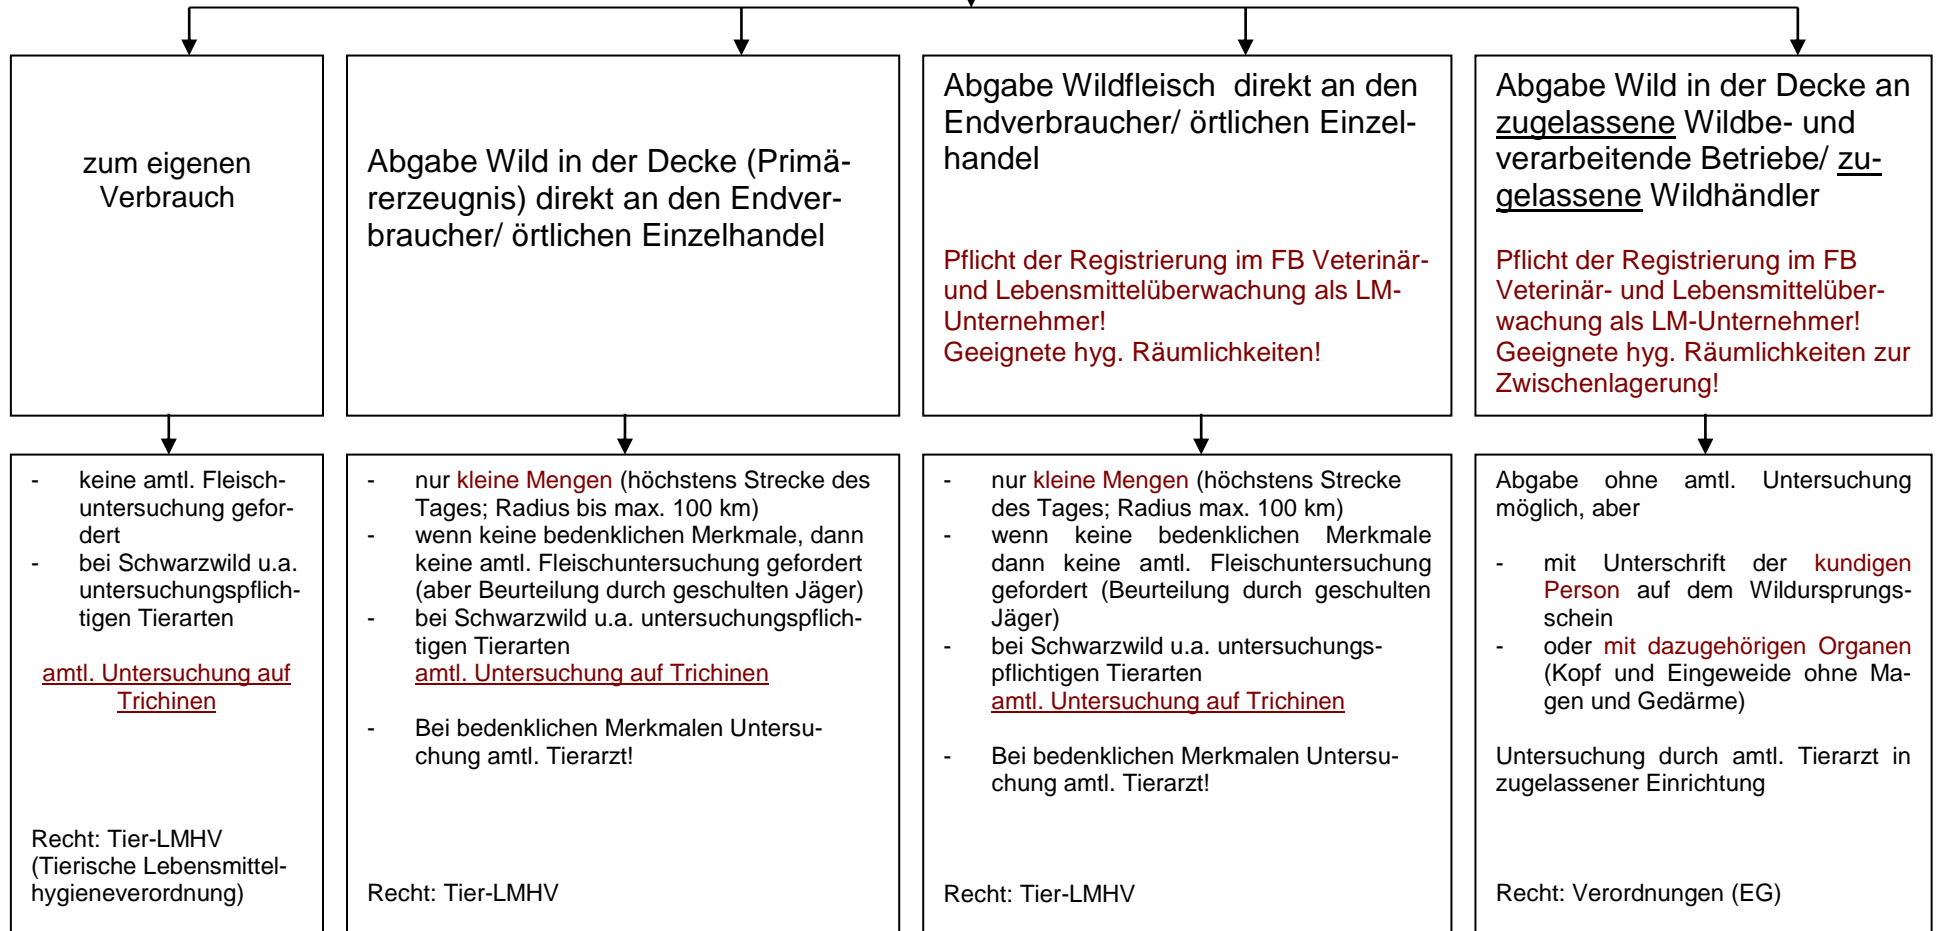 zum eigenen
Verbrauch
Abgabe Wild in der Decke (Primä-
rerzeugnis) direkt an den Endver-
braucher/ örtlichen Einzelhandel
Abgabe Wildfleisch direkt an den
Endverbraucher/ örtlichen Einzel-
handel
Pflicht der Registrierung im FB Veterinär-
und Lebensmittelüberwachung als LM-
Unternehmer!
Geeignete hyg. Räumlichkeiten!
Abgabe Wild in der Decke an
zugelassene Wildbe- und
verarbeitende Betriebe/ zu-
gelassene Wildhändler
Pflicht der Registrierung im FB
Veterinär- und Lebensmittelüber-
wachung als LM-Unternehmer!
Geeignete hyg. Räumlichkeiten zur
Zwischenlagerung!
- keine amtl. Fleisch-
untersuchung gefor-
dert
- bei Schwarzwild u.a.
untersuchungspflich-
tigen Tierarten
amtl. Untersuchung auf
Trichinen
Recht: Tier-LMHV
(Tierische Lebensmittel-
hygieneverordnung)
- nur kleine Mengen (höchstens Strecke des
Tages; Radius bis max. 100 km)
- wenn keine bedenklichen Merkmale, dann
keine amtl. Fleischuntersuchung gefordert
(aber Beurteilung durch geschulten Jäger)
- bei Schwarzwild u.a. untersuchungspflich-
tigen Tierarten
amtl. Untersuchung auf Trichinen
- Bei bedenklichen Merkmalen Untersu-
chung amtl. Tierarzt!
Recht: Tier-LMHV
- nur kleine Mengen (höchstens Strecke
des Tages; Radius max. 100 km)
- wenn keine bedenklichen Merkmale
dann keine amtl. Fleischuntersuchung
gefordert (Beurteilung durch geschulten
Jäger)
- bei Schwarzwild u.a. untersuchungs-
pflichtigen Tierarten
amtl. Untersuchung auf Trichinen
- Bei bedenklichen Merkmalen Untersu-
chung amtl. Tierarzt!
Recht: Tier-LMHV
Abgabe ohne amtl. Untersuchung
möglich, aber
- mit Unterschrift der kundigen
Person auf dem Wildursprungs-
schein
- oder mit dazugehörigen Organen
(Kopf und Eingeweide ohne Ma-
gen und Gedärme)
Untersuchung durch amtl. Tierarzt in
zugelassener Einrichtung
Recht: Verordnungen (EG)